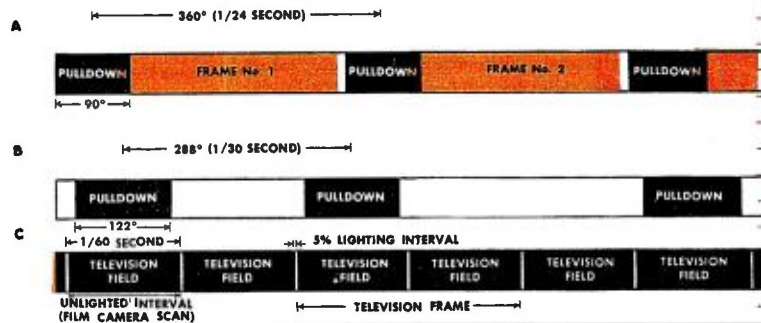 360° (1/24 SECOND)
A
PULLDOWN FRAME No. 1 PULLDOWN FRAME No. 2 PULLDOWN
90°
288° (1/30 SECOND)
B
PULLDOWN PULLDOWN PULLDOWN
122°
C
1/60 SECOND 5% LIGHTING INTERVAL
TELEVISION FIELD TELEVISION FIELD TELEVISION FIELD TELEVISION FIELD TELEVISION FIELD TELEVISION FIELD
UNLIGHTED INTERVAL
(FILM CAMERA SCAN)
TELEVISION FRAME